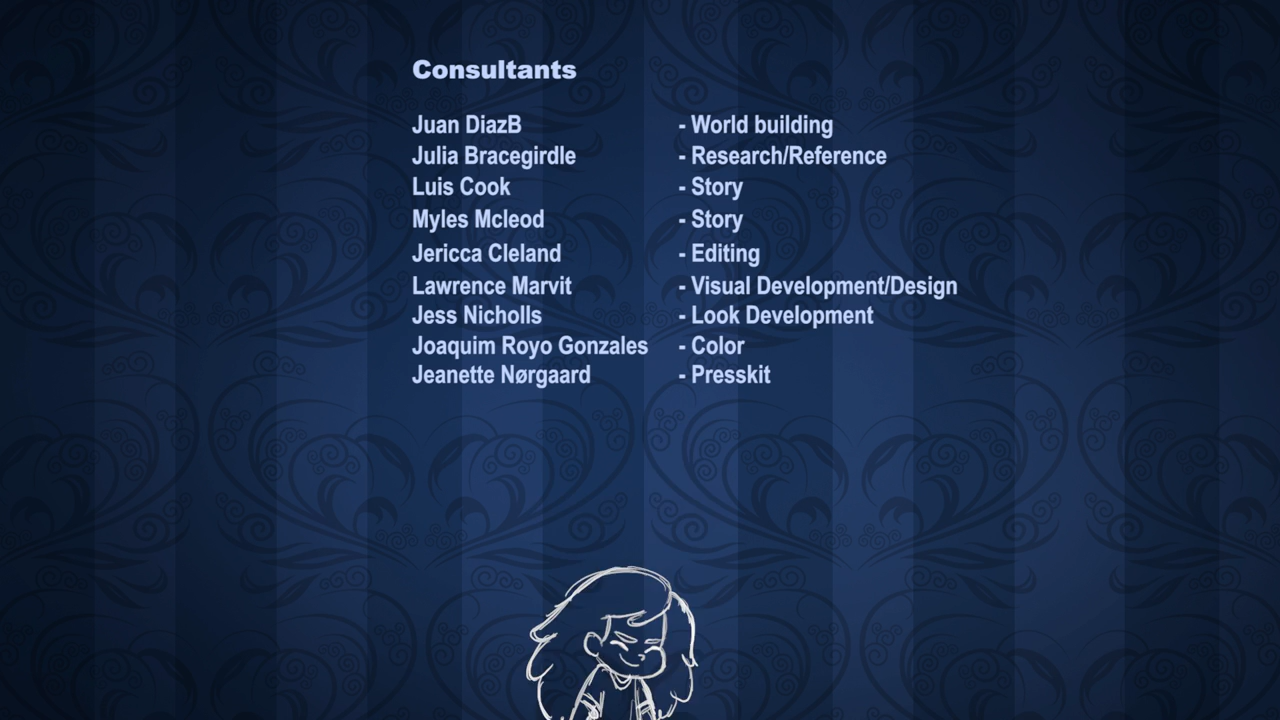 Consultants
Juan DiazB - World building
Julia Bracegirdle - Research/Reference
Luis Cook - Story
Myles Mcleod - Story
Jericca Cleland - Editing
Lawrence Marvit - Visual Development/Design
Jess Nicholls - Look Development
Joaquim Royo Gonzales - Color
Jeanette Nørgaard - Presskit